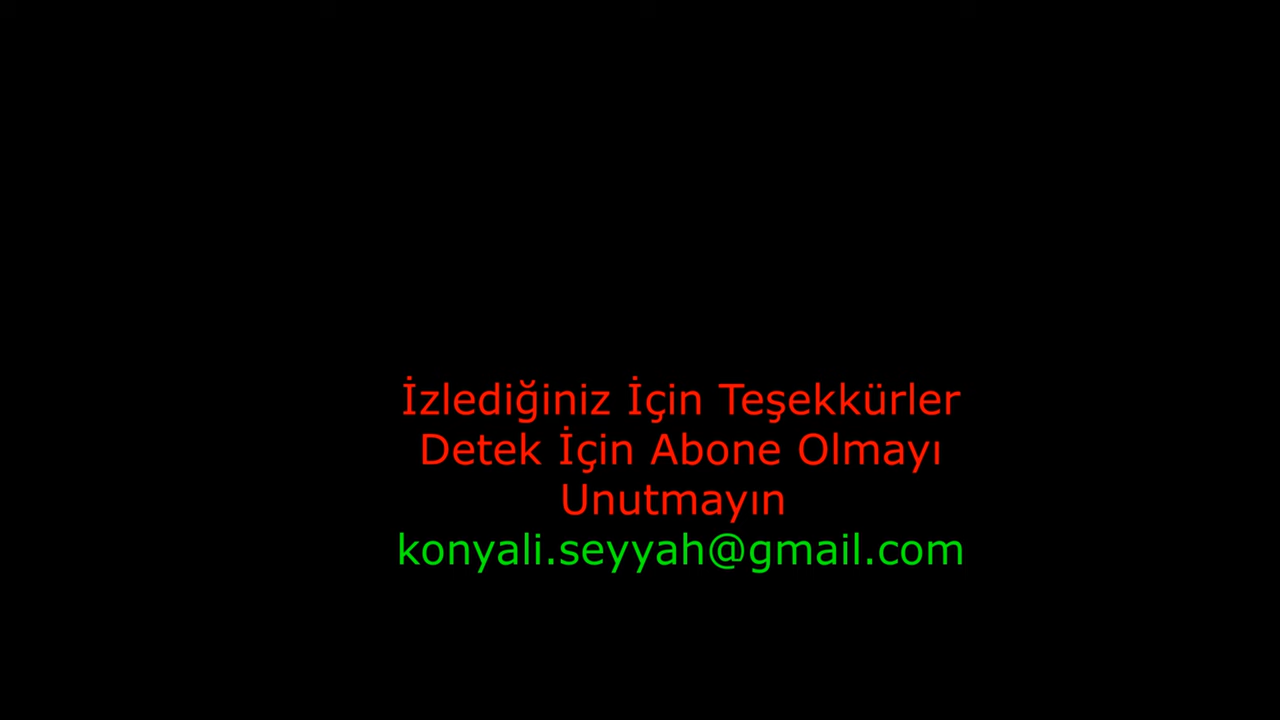 İzlediğiniz İçin Teşekkürler
Detek İçin Abone Olmayı
Unutmayın
konyali.seyyah@gmail.com